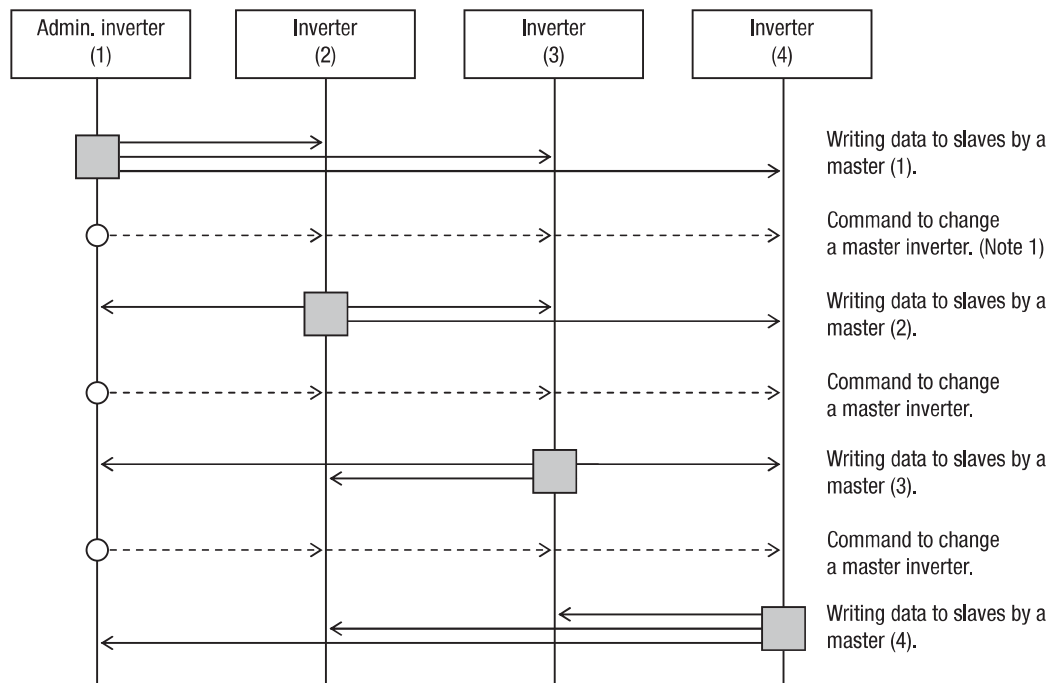 Admin. inverter
(1)
Inverter
(2)
Inverter
(3)
Inverter
(4)
Writing data to slaves by a
master (1).
Command to change
a master inverter. (Note 1)
Writing data to slaves by a
master (2).
Command to change
a master inverter.
Writing data to slaves by a
master (3).
Command to change
a master inverter.
Writing data to slaves by a
master (4).